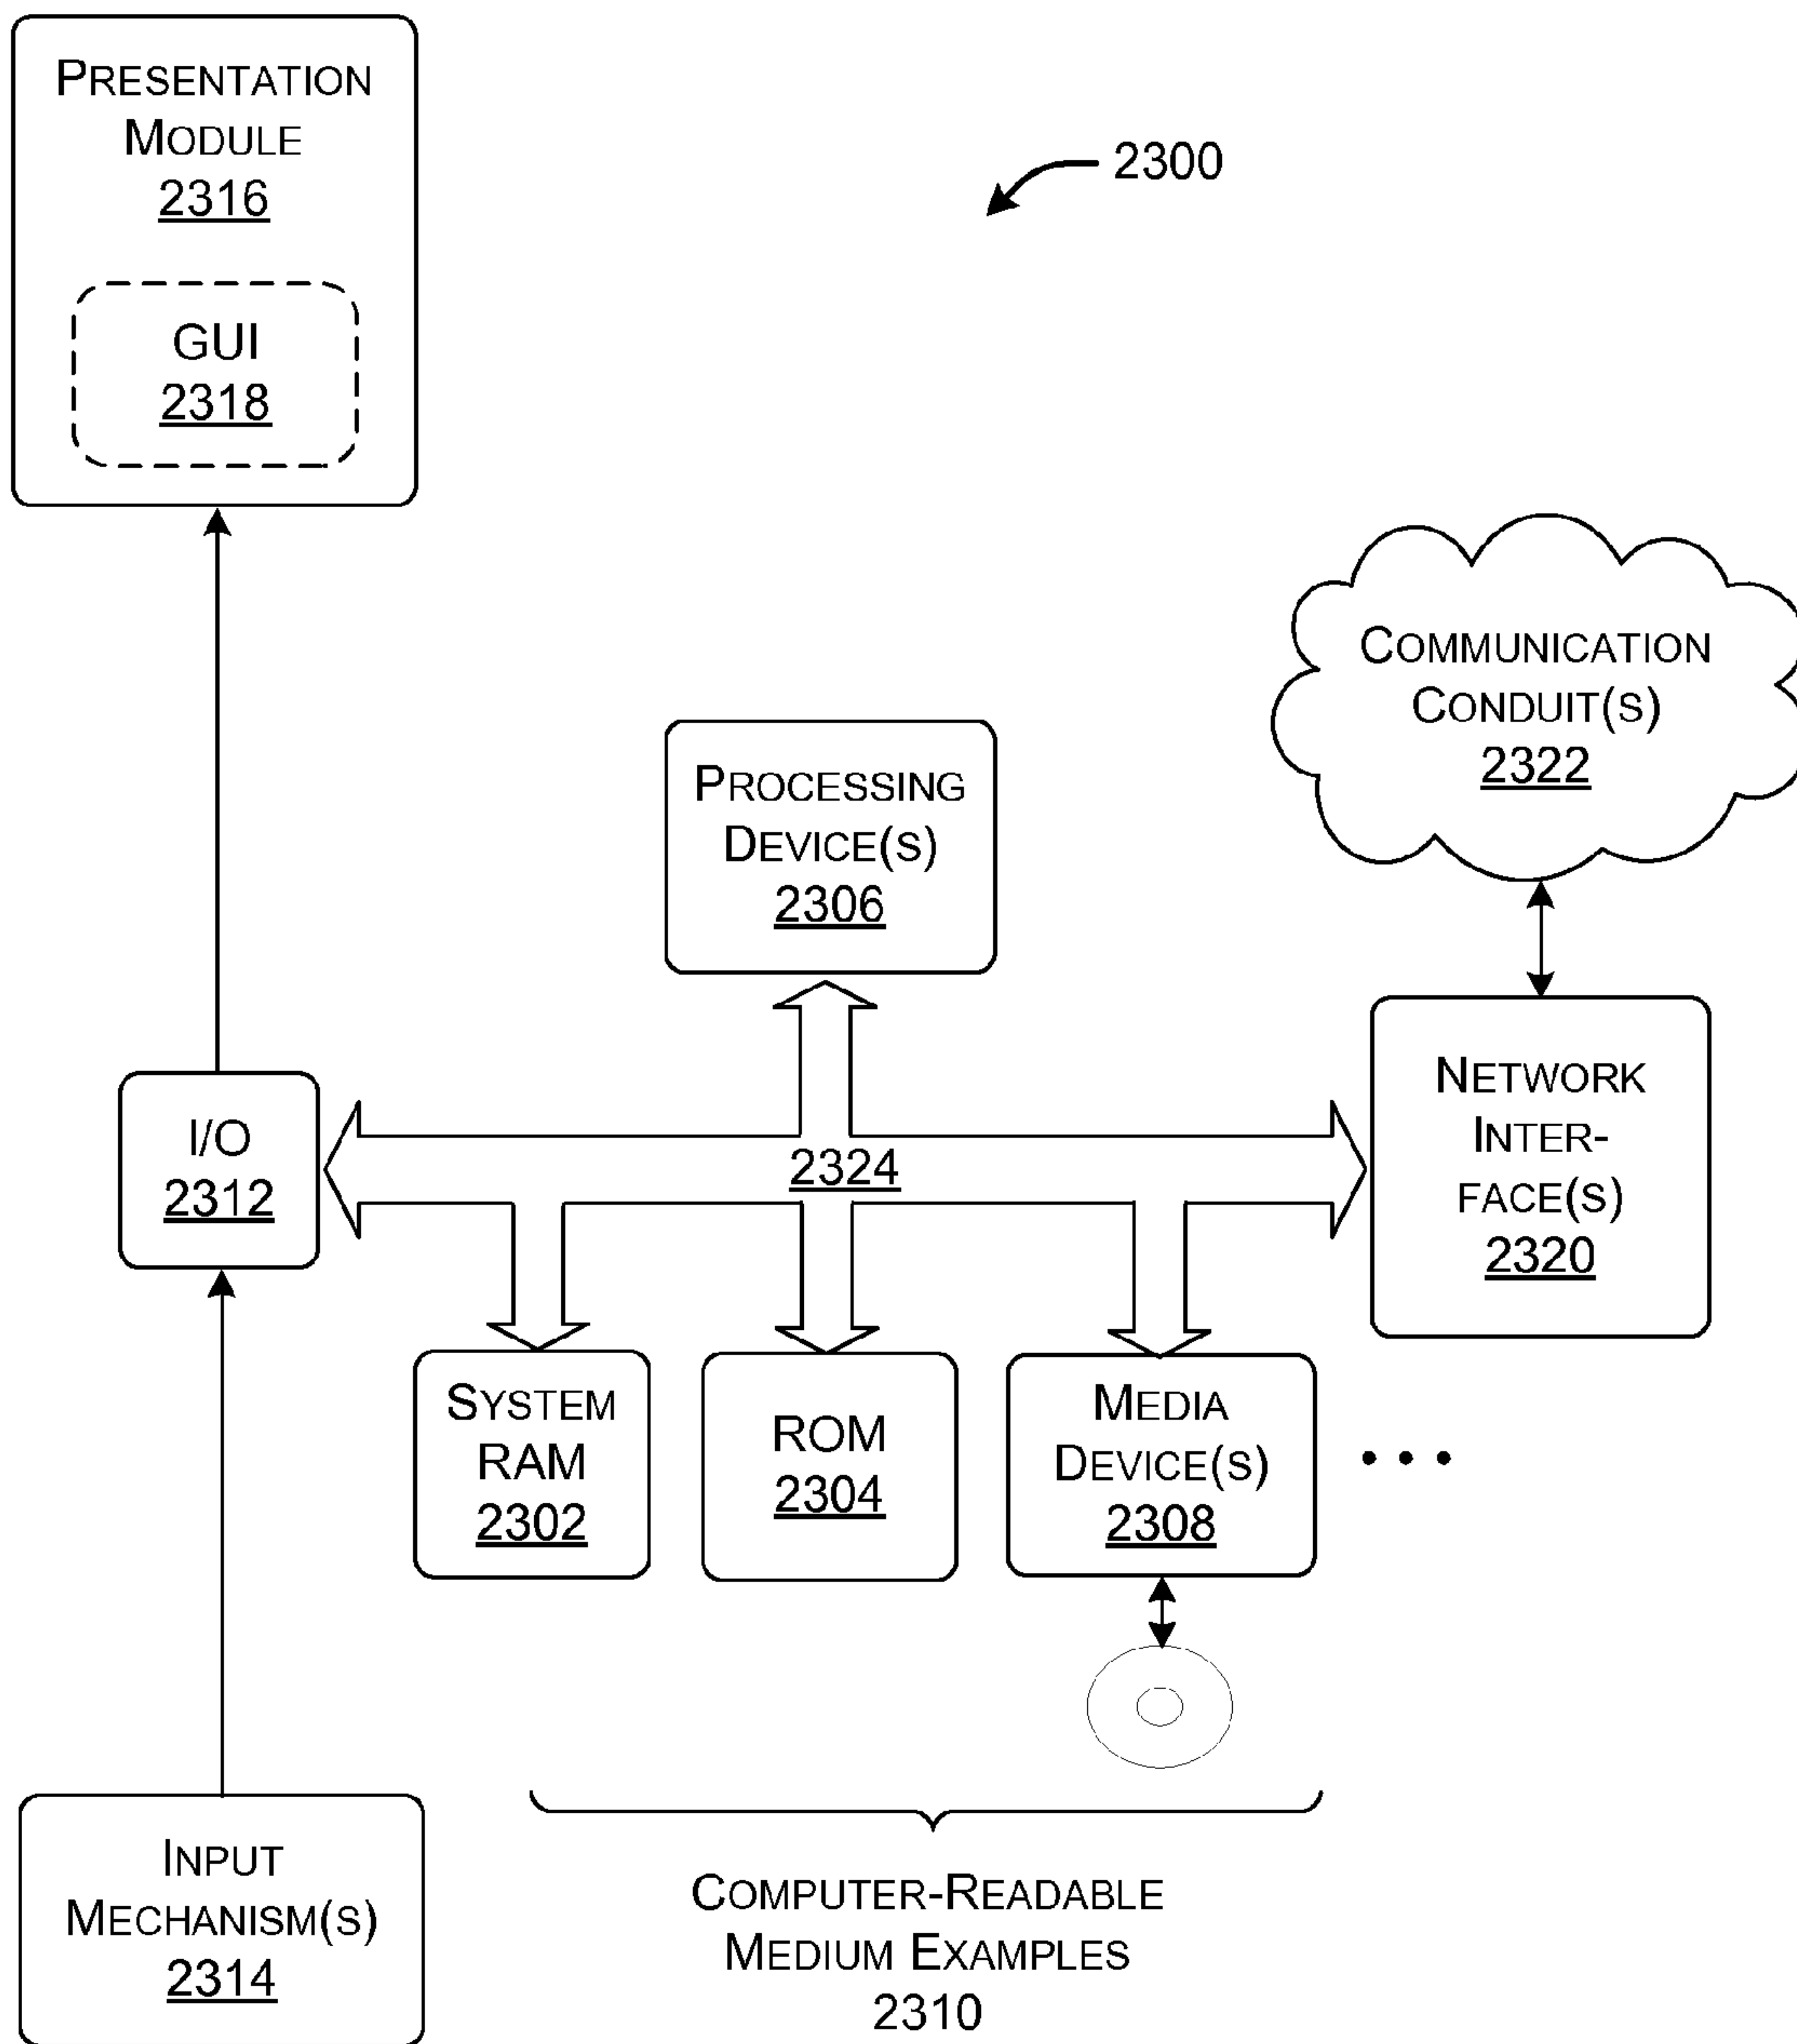 PRESENTATION
MODULE
2316
GUI
2318
2300
COMMUNICATION
CONDUIT(S)
2322
PROCESSING
DEVICE(S)
2306
I/O
2312
2324
NETWORK
INTER-
FACE(S)
2320
SYSTEM
RAM
2302
ROM
2304
MEDIA
DEVICE(S)
2308
• • •
INPUT
MECHANISM(S)
2314
COMPUTER-READABLE
MEDIUM EXAMPLES
2310